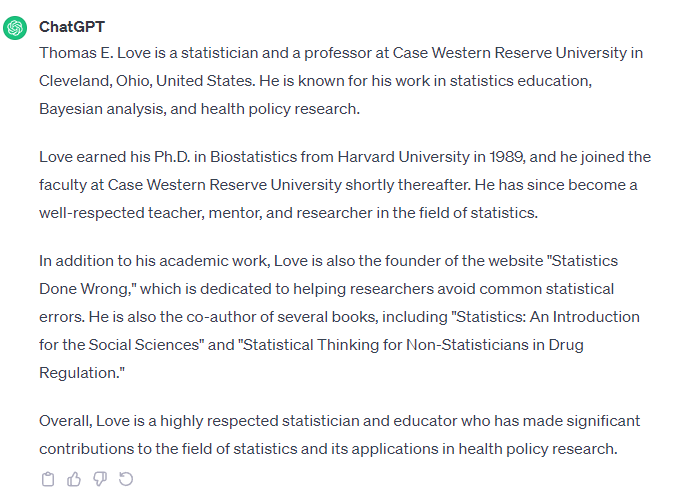 ChatGPT
Thomas E. Love is a statistician and a professor at Case Western Reserve University in
Cleveland, Ohio, United States. He is known for his work in statistics education,
Bayesian analysis, and health policy research.
Love earned his Ph.D. in Biostatistics from Harvard University in 1989, and he joined the
faculty at Case Western Reserve University shortly thereafter. He has since become a
well-respected teacher, mentor, and researcher in the field of statistics.
In addition to his academic work, Love is also the founder of the website "Statistics
Done Wrong," which is dedicated to helping researchers avoid common statistical
errors. He is also the co-author of several books, including "Statistics: An Introduction
for the Social Sciences" and "Statistical Thinking for Non-Statisticians in Drug
Regulation."
Overall, Love is a highly respected statistician and educator who has made significant
contributions to the field of statistics and its applications in health policy research.